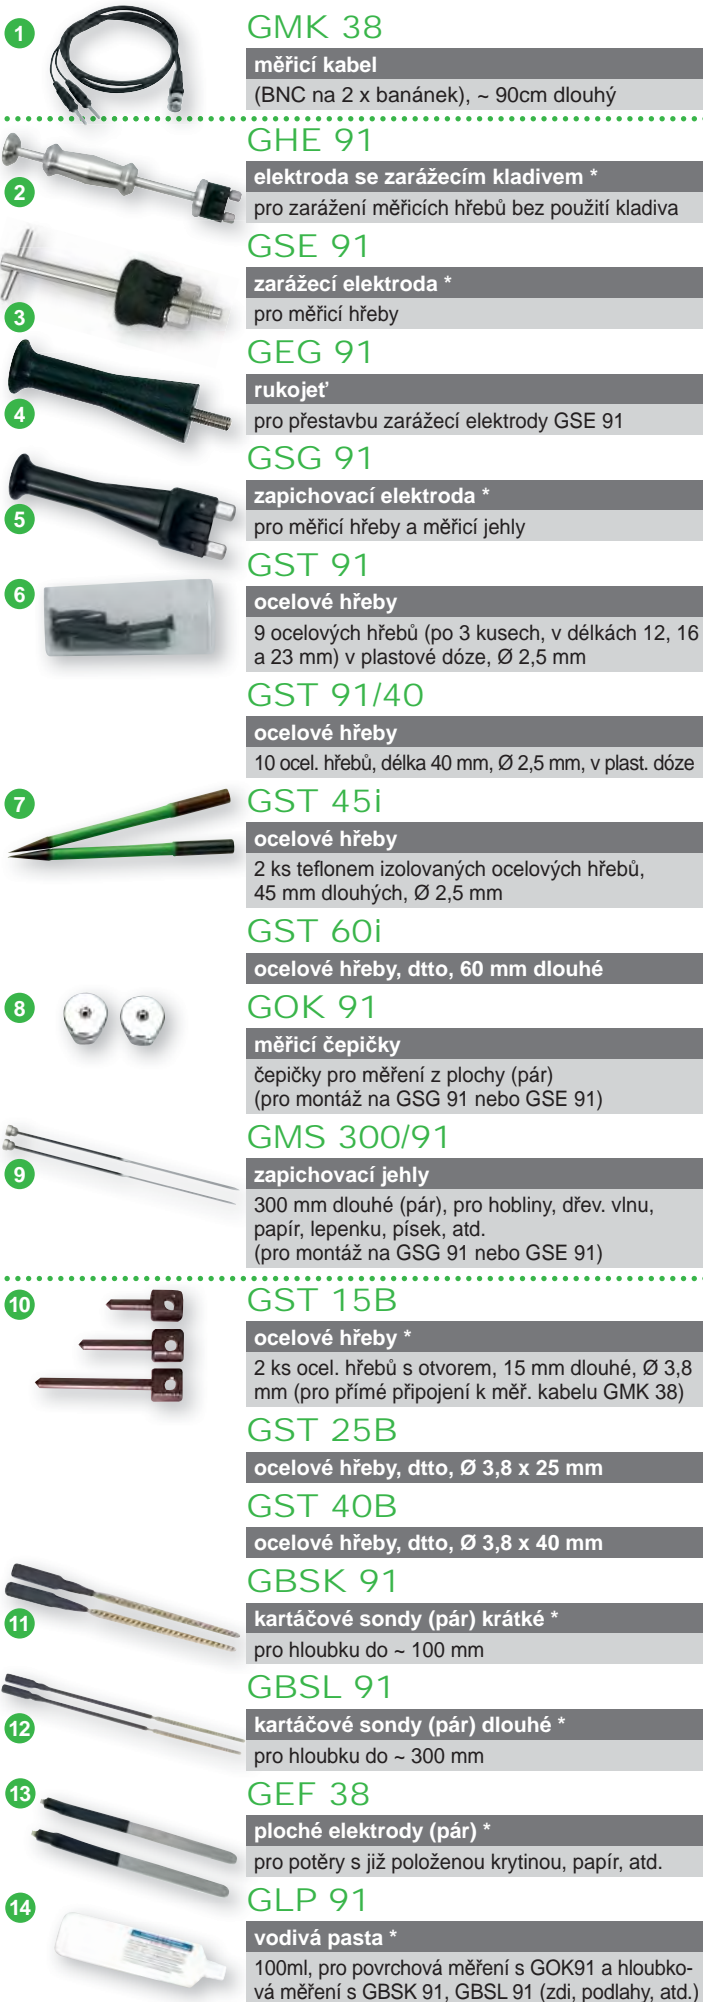 1
GMK 38
měřicí kabel
(BNC na 2 x banánek), ~ 90cm dlouhý
GHE 91
2
elektroda se zarážecím kladivem *
pro zarážení měřicích hřebů bez použití kladiva
GSE 91
3
zarážecí elektroda *
pro měřicí hřeby
GEG 91
4
rukojeť
pro přestavbu zarážecí elektrody GSE 91
GSG 91
5
zapichovací elektroda *
pro měřicí hřeby a měřicí jehly
GST 91
6
ocelové hřeby
9 ocelových hřebů (po 3 kusech, v délkách 12, 16
a 23 mm) v plastové dóze, Ø 2,5 mm
GST 91/40
ocelové hřeby
10 ocel. hřebů, délka 40 mm, Ø 2,5 mm, v plast. dóze
7
GST 45i
ocelové hřeby
2 ks teflonem izolovaných ocelových hřebů,
45 mm dlouhých, Ø 2,5 mm
GST 60i
ocelové hřeby, dtto, 60 mm dlouhé
8
GOK 91
měřicí čepičky
čepičky pro měření z plochy (pár)
(pro montáž na GSG 91 nebo GSE 91)
GMS 300/91
9
zapichovací jehly
300 mm dlouhé (pár), pro hobliny, dřev. vlnu,
papír, lepenku, písek, atd.
(pro montáž na GSG 91 nebo GSE 91)
10
GST 15B
ocelové hřeby *
2 ks ocel. hřebů s otvorem, 15 mm dlouhé, Ø 3,8
mm (pro přímé připojení k měř. kabelu GMK 38)
GST 25B
ocelové hřeby, dtto, Ø 3,8 x 25 mm
GST 40B
ocelové hřeby, dtto, Ø 3,8 x 40 mm
GBSK 91
11
kartáčové sondy (pár) krátké *
pro hloubku do ~ 100 mm
GBSL 91
12
kartáčové sondy (pár) dlouhé *
pro hloubku do ~ 300 mm
13
GEF 38
ploché elektrody (pár) *
pro potěry s již položenou krytinou, papír, atd.
14
GLP 91
vodivá pasta *
100ml, pro povrchová měření s GOK91 a hloubko-
vá měření s GBSK 91, GBSL 91 (zdi, podlahy, atd.)